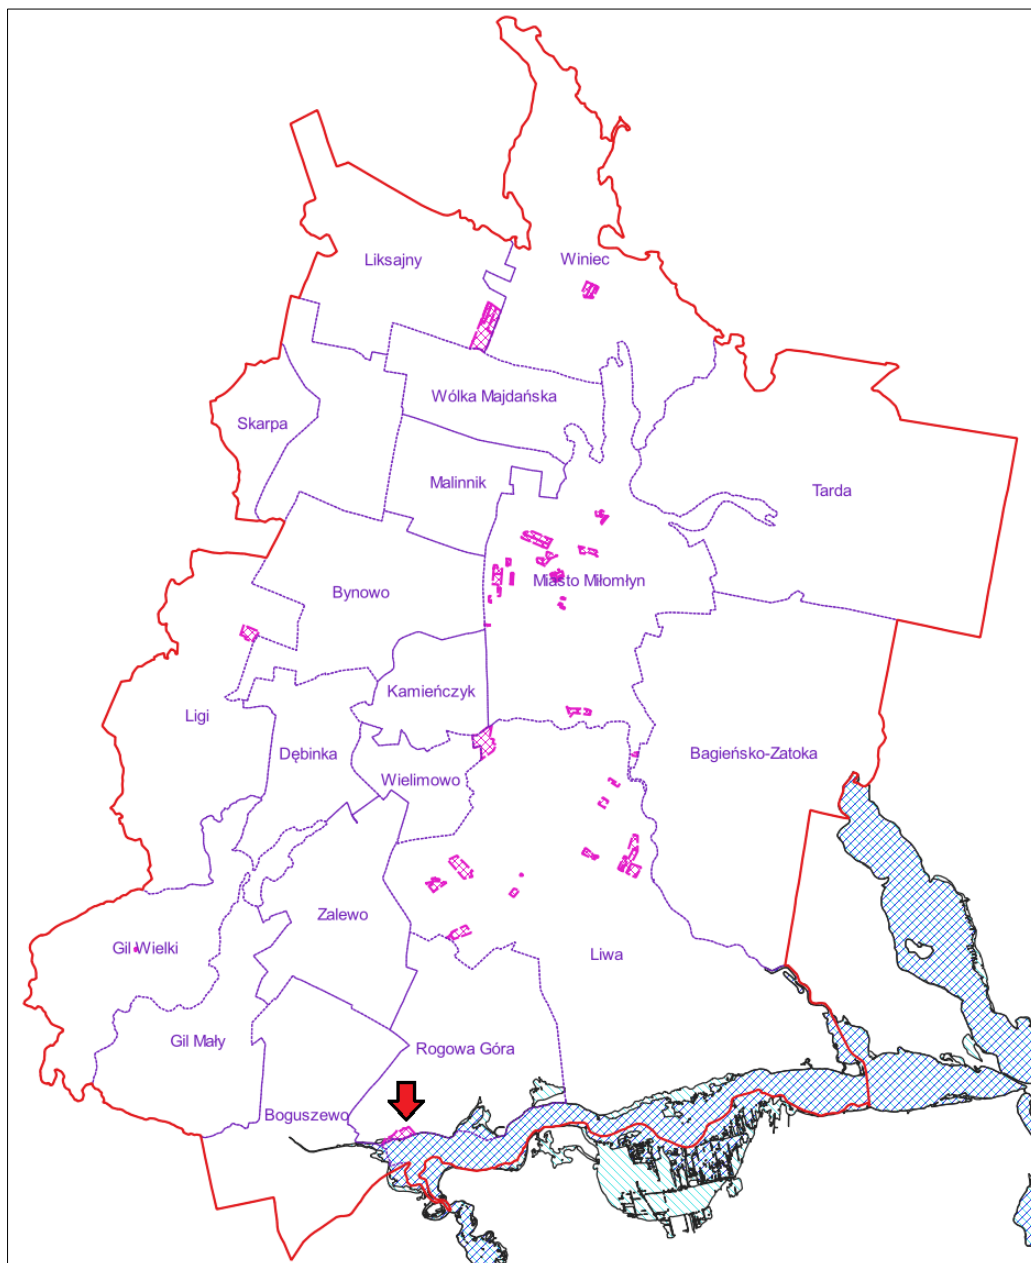 Liksajny
Winiec
Wólka Majdańska
Skarpa
Malinnik
Tarda
Miasto Miłomłyn
Bynowo
Kamieńczyk
Ligi
Dębinka
Wielimowo
Bagieńsko-Zatoka
Zalewo
Gil Wielki
Liwa
Gil Mały
Rogowa Góra
Boguszewo